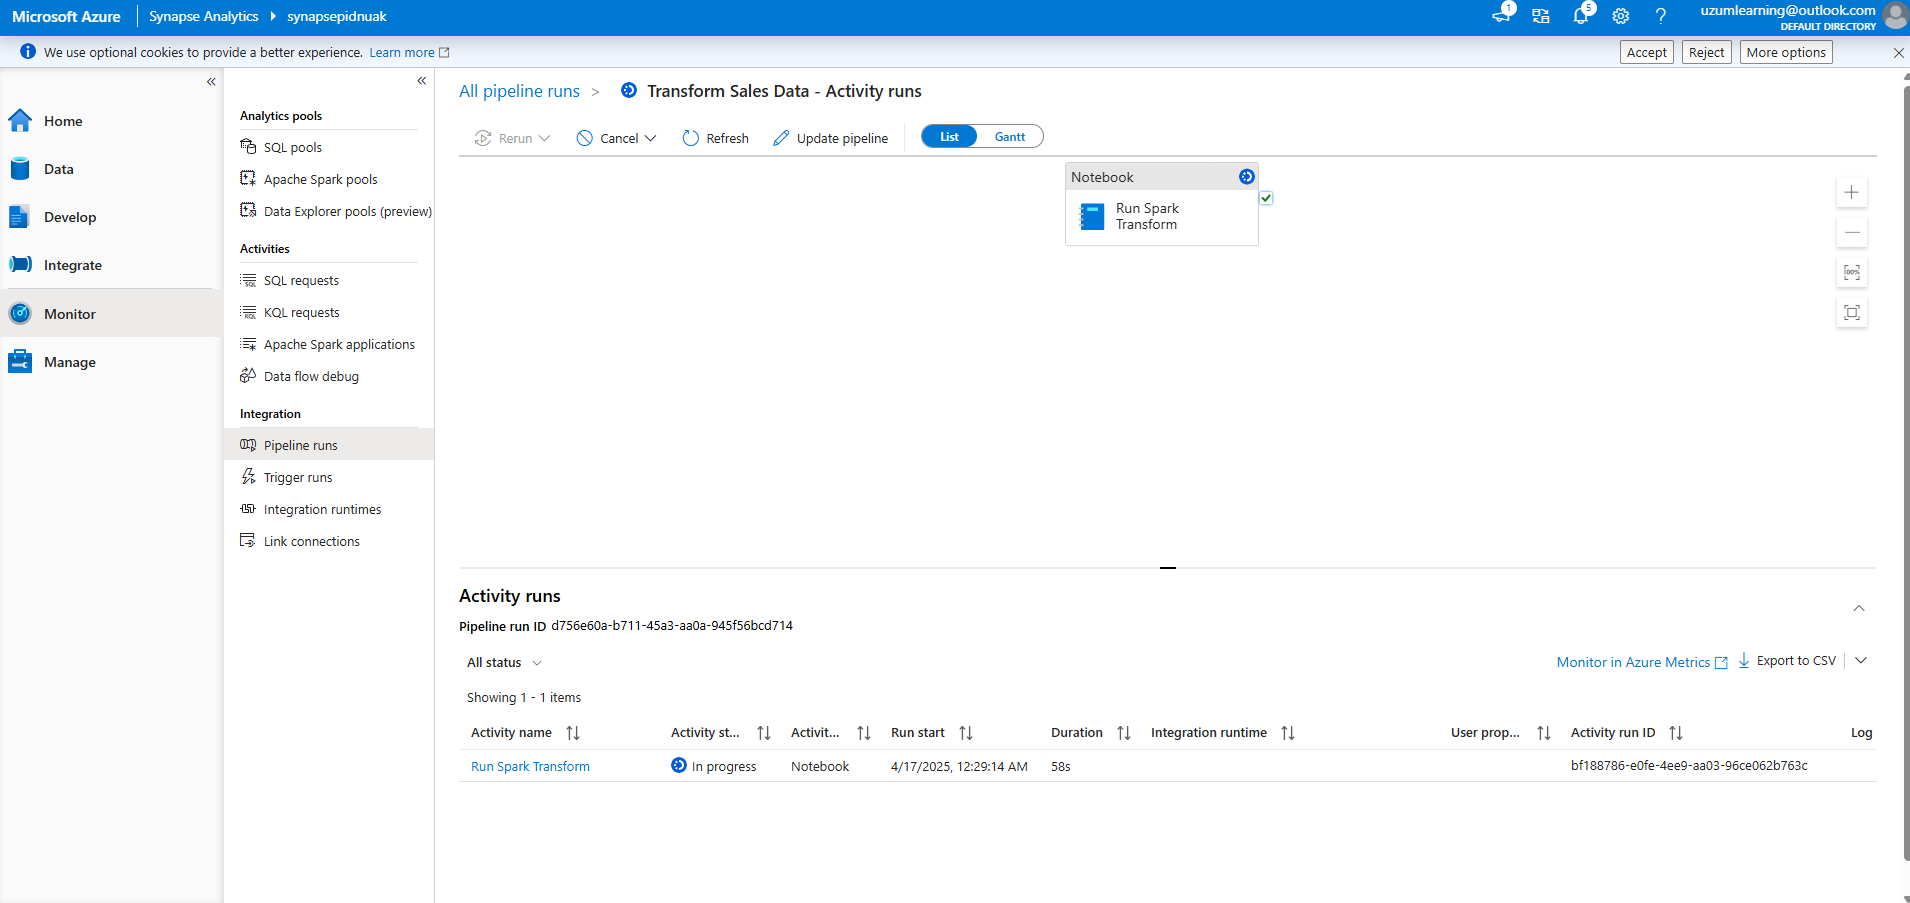 Microsoft Azure
Synapse Analytics
synapsepidnuak
1
5
uzumlearning@outlook.com
DEFAULT DIRECTORY
We use optional cookies to provide a better experience. Learn more
Accept
Reject
More options
Home
Data
Develop
Integrate
Monitor
Manage
Analytics pools
SQL pools
Apache Spark pools
Data Explorer pools (preview)
Activities
SQL requests
KQL requests
Apache Spark applications
Data flow debug
Integration
Pipeline runs
Trigger runs
Integration runtimes
Link connections
All pipeline runs > Transform Sales Data - Activity runs
Rerun
Cancel
Refresh
Update pipeline
List
Gantt
Notebook
Run Spark
Transform
100%
Activity runs
Pipeline run ID d756e60a-b711-45a3-aa0a-945f56bcd714
All status
Monitor in Azure Metrics
Export to CSV
Showing 1 - 1 items
Activity name Activity st... Activit... Run start Duration Integration runtime User prop... Activity run ID Log
Run Spark Transform In progress Notebook 4/17/2025, 12:29:14 AM 58s bf188786-e0fe-4ee9-aa03-96ce062b763c